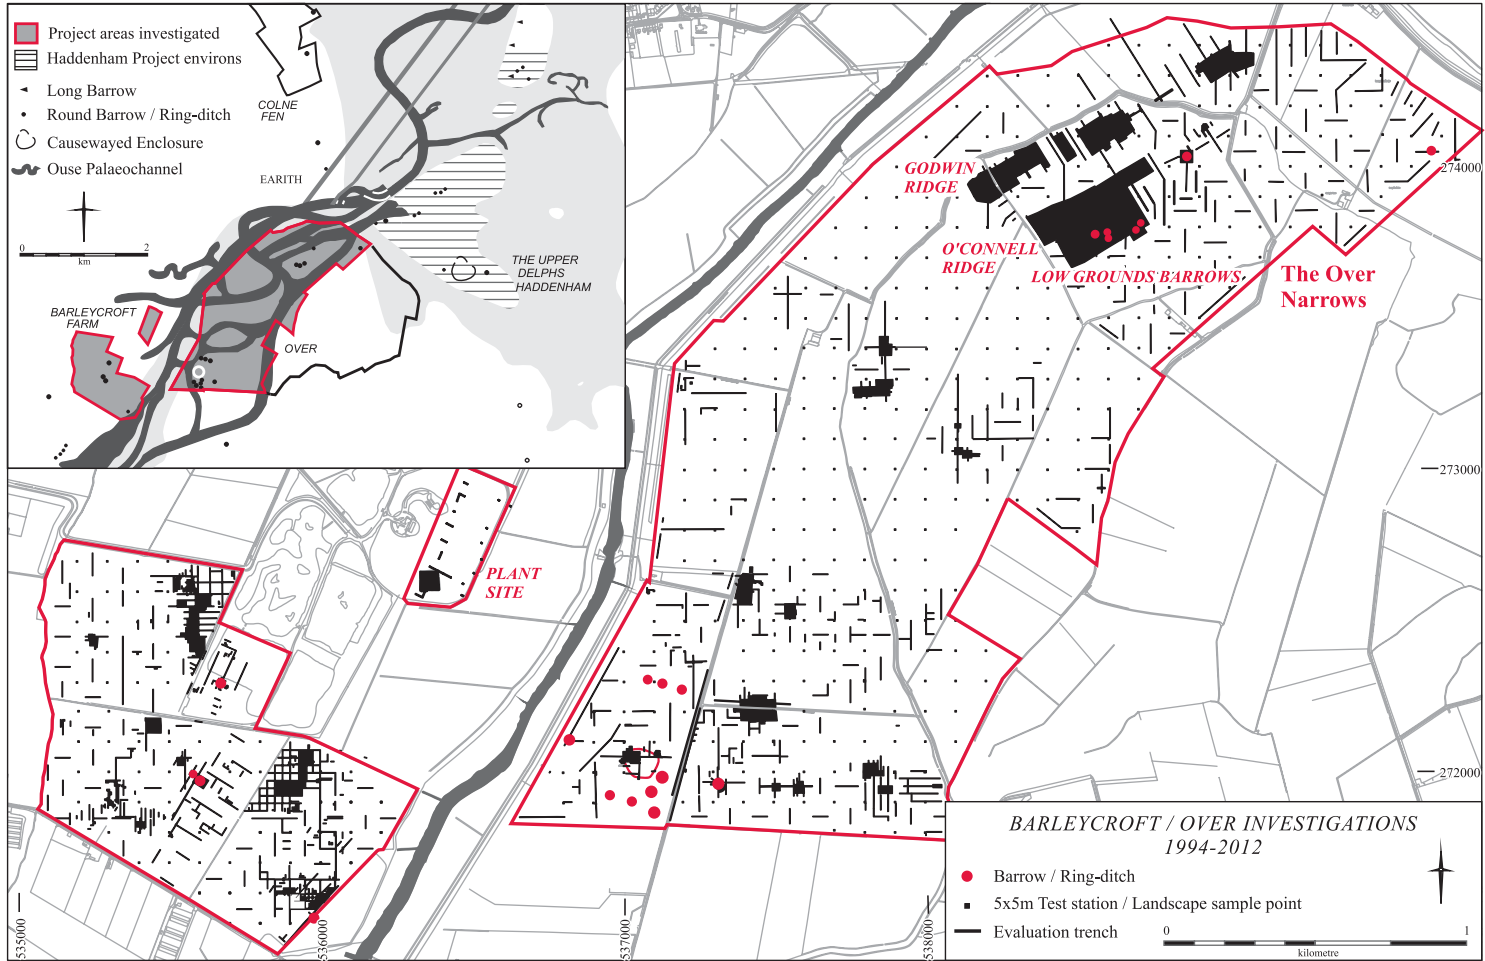 Project areas investigated
Haddenham Project environs
Long Barrow
Round Barrow / Ring-ditch
Causewayed Enclosure
Ouse Palaeochannel
0
2
km
COLNE
FEN
EARITH
THE UPPER
DELPHS
HADDENHAM
BARLEYCROFT
FARM
OVER
GODWIN
RIDGE
O'CONNELL
RIDGE
LOW GROUNDS BARROWS
The Over
Narrows
PLANT
SITE
274000
273000
272000
535000
536000
537000
538000
BARLEYCROFT / OVER INVESTIGATIONS
1994-2012
Barrow / Ring-ditch
5x5m Test station / Landscape sample point
Evaluation trench
0
1
kilometre